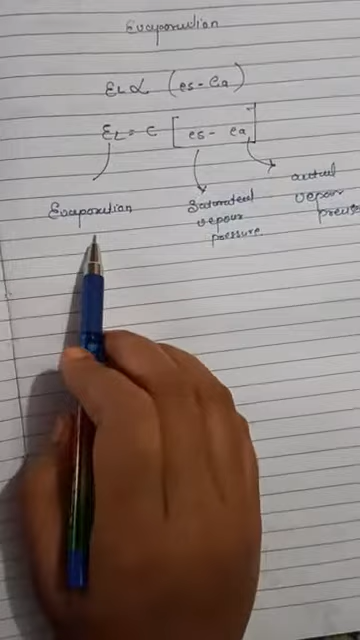 Evaporation
EL ∝ (es - ea)
EL = C [es - ea]
Evaporation
Saturated vapour pressure
actual vapour pressure